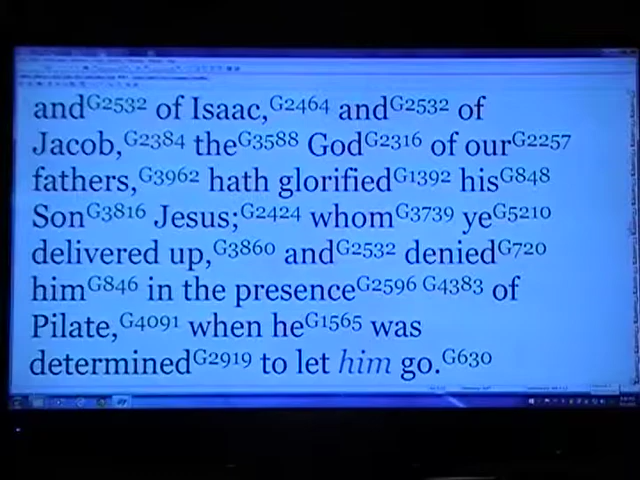 andG2532 of Isaac,G2464 andG2532 of
Jacob,G2384 theG3588 GodG2316 of ourG2257
fathers,G3962 hath glorifiedG1392 hisG848
SonG3816 Jesus;G2424 whomG3739 yeG5210
delivered up,G3860 andG2532 deniedG720
himG846 in the presenceG2596 G4383 of
Pilate,G4091 when heG1565 was
determinedG2919 to let him go.G630